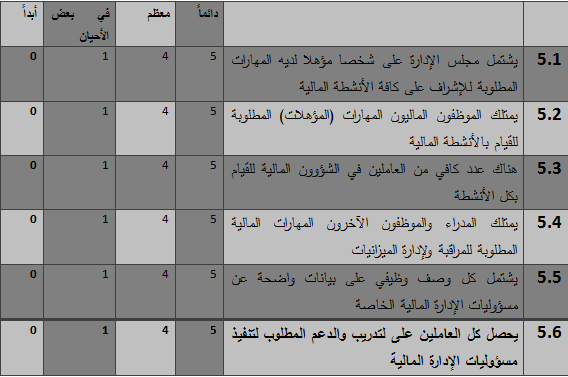 دائماً معظم في بعض أبداً
الأحيان
5.1 يشتمل مجلس الإدارة على شخصا مؤهلا لديه المهارات 5 4 1 0
المطلوبة للإشراف على كافة الأنشطة المالية
5.2 يمتلك الموظفون الماليون المهارات (المؤهلات) المطلوبة 5 4 1 0
للقيام بالأنشطة المالية
5.3 هناك عدد كافي من العاملين في الشؤوون المالية للقيام 5 4 1 0
بكل الأنشطة
5.4 يمتلك المدراء والموظفون الآخرون المهارات المالية 5 4 1 0
المطلوبة للمراقبة ولإدارة الميزانيات
5.5 يشتمل كل وصف وظيفي على بيانات واضحة عن 5 4 1 0
مسؤوليات الإدارة المالية الخاصة
5.6 يحصل كل العاملين على لتدريب والدعم المطلوب لتنفيذ 5 4 1 0
مسؤوليات الإدارة المالية